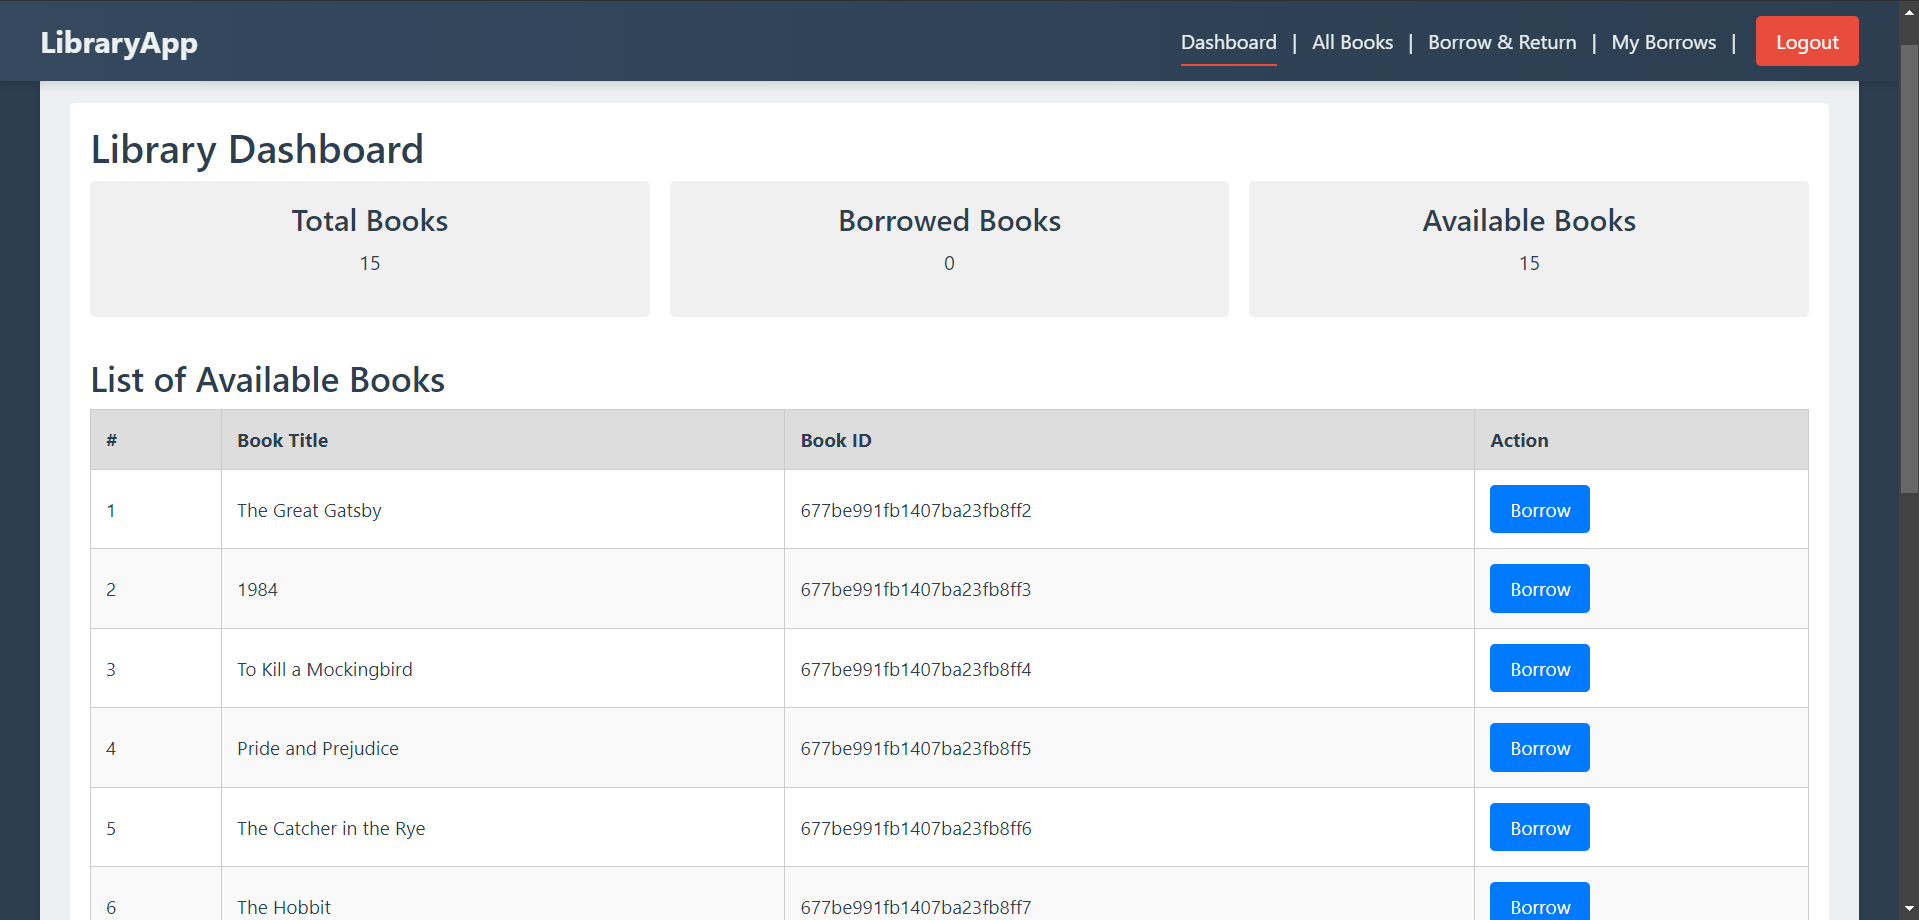 LibraryApp
Dashboard | All Books | Borrow & Return | My Borrows | Logout
Library Dashboard
Total Books
15
Borrowed Books
0
Available Books
15
List of Available Books
# Book Title Book ID Action
1 The Great Gatsby 677be991fb1407ba23fb8ff2 Borrow
2 1984 677be991fb1407ba23fb8ff3 Borrow
3 To Kill a Mockingbird 677be991fb1407ba23fb8ff4 Borrow
4 Pride and Prejudice 677be991fb1407ba23fb8ff5 Borrow
5 The Catcher in the Rye 677be991fb1407ba23fb8ff6 Borrow
6 The Hobbit 677be991fb1407ba23fb8ff7 Borrow